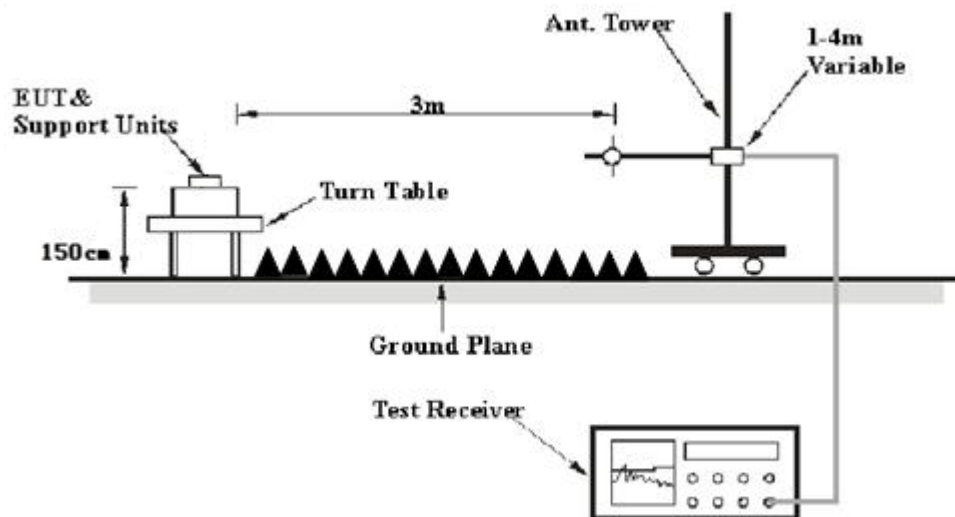 Ant. Tower
1-4m
Variable
EUT&
Support Units
3m
Turn Table
150cm
Ground Plane
Test Receiver